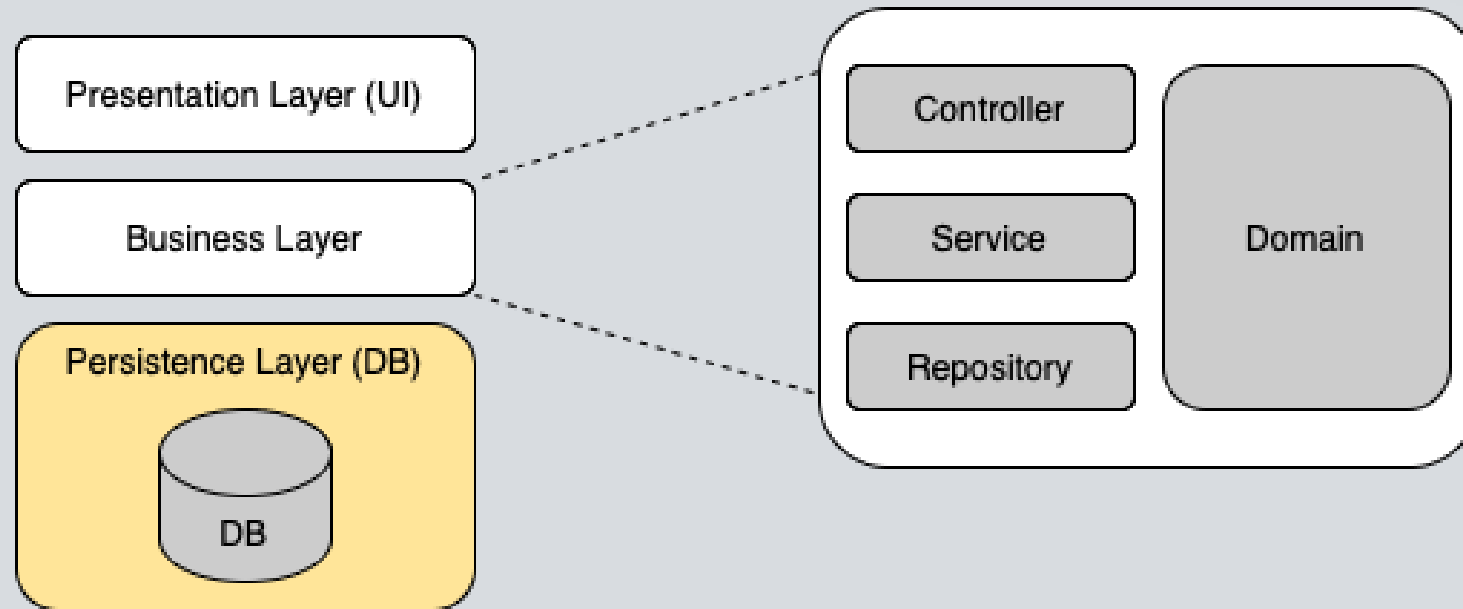 Presentation Layer (UI)
Business Layer
Persistence Layer (DB)
DB
Controller
Service
Repository
Domain